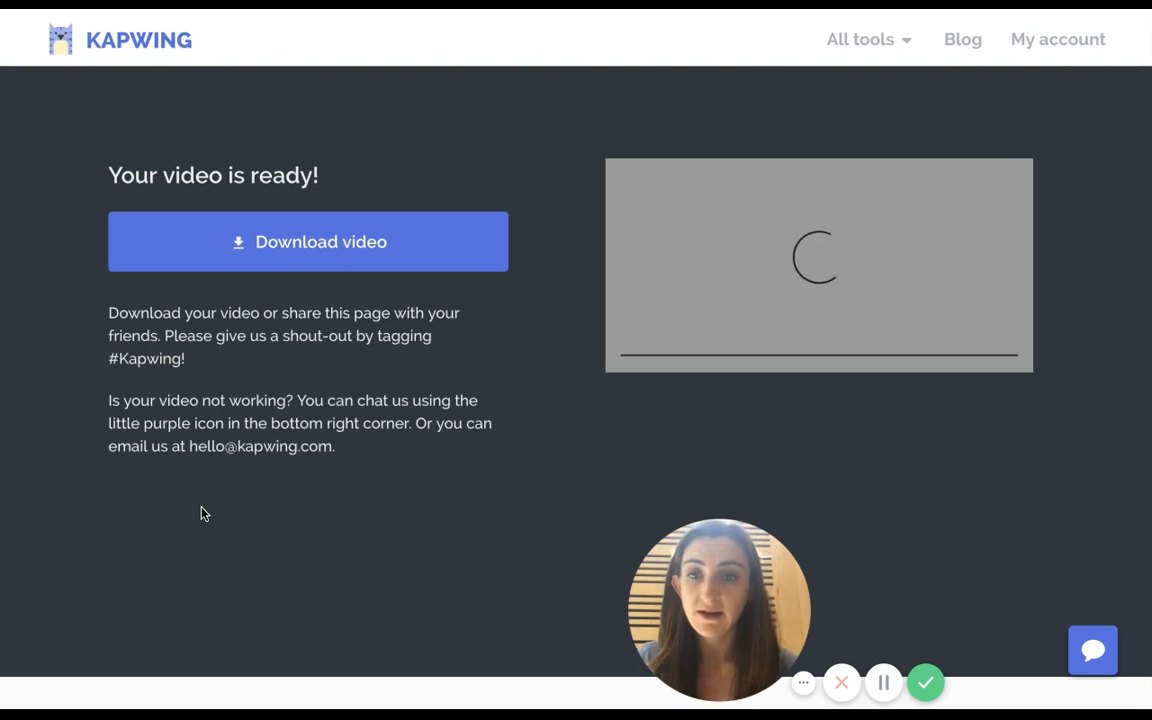 KAPWING
All tools
Blog
My account
Your video is ready!
Download video
Download your video or share this page with your
friends. Please give us a shout-out by tagging
#Kapwing!
Is your video not working? You can chat us using the
little purple icon in the bottom right corner. Or you can
email us at hello@kapwing.com.